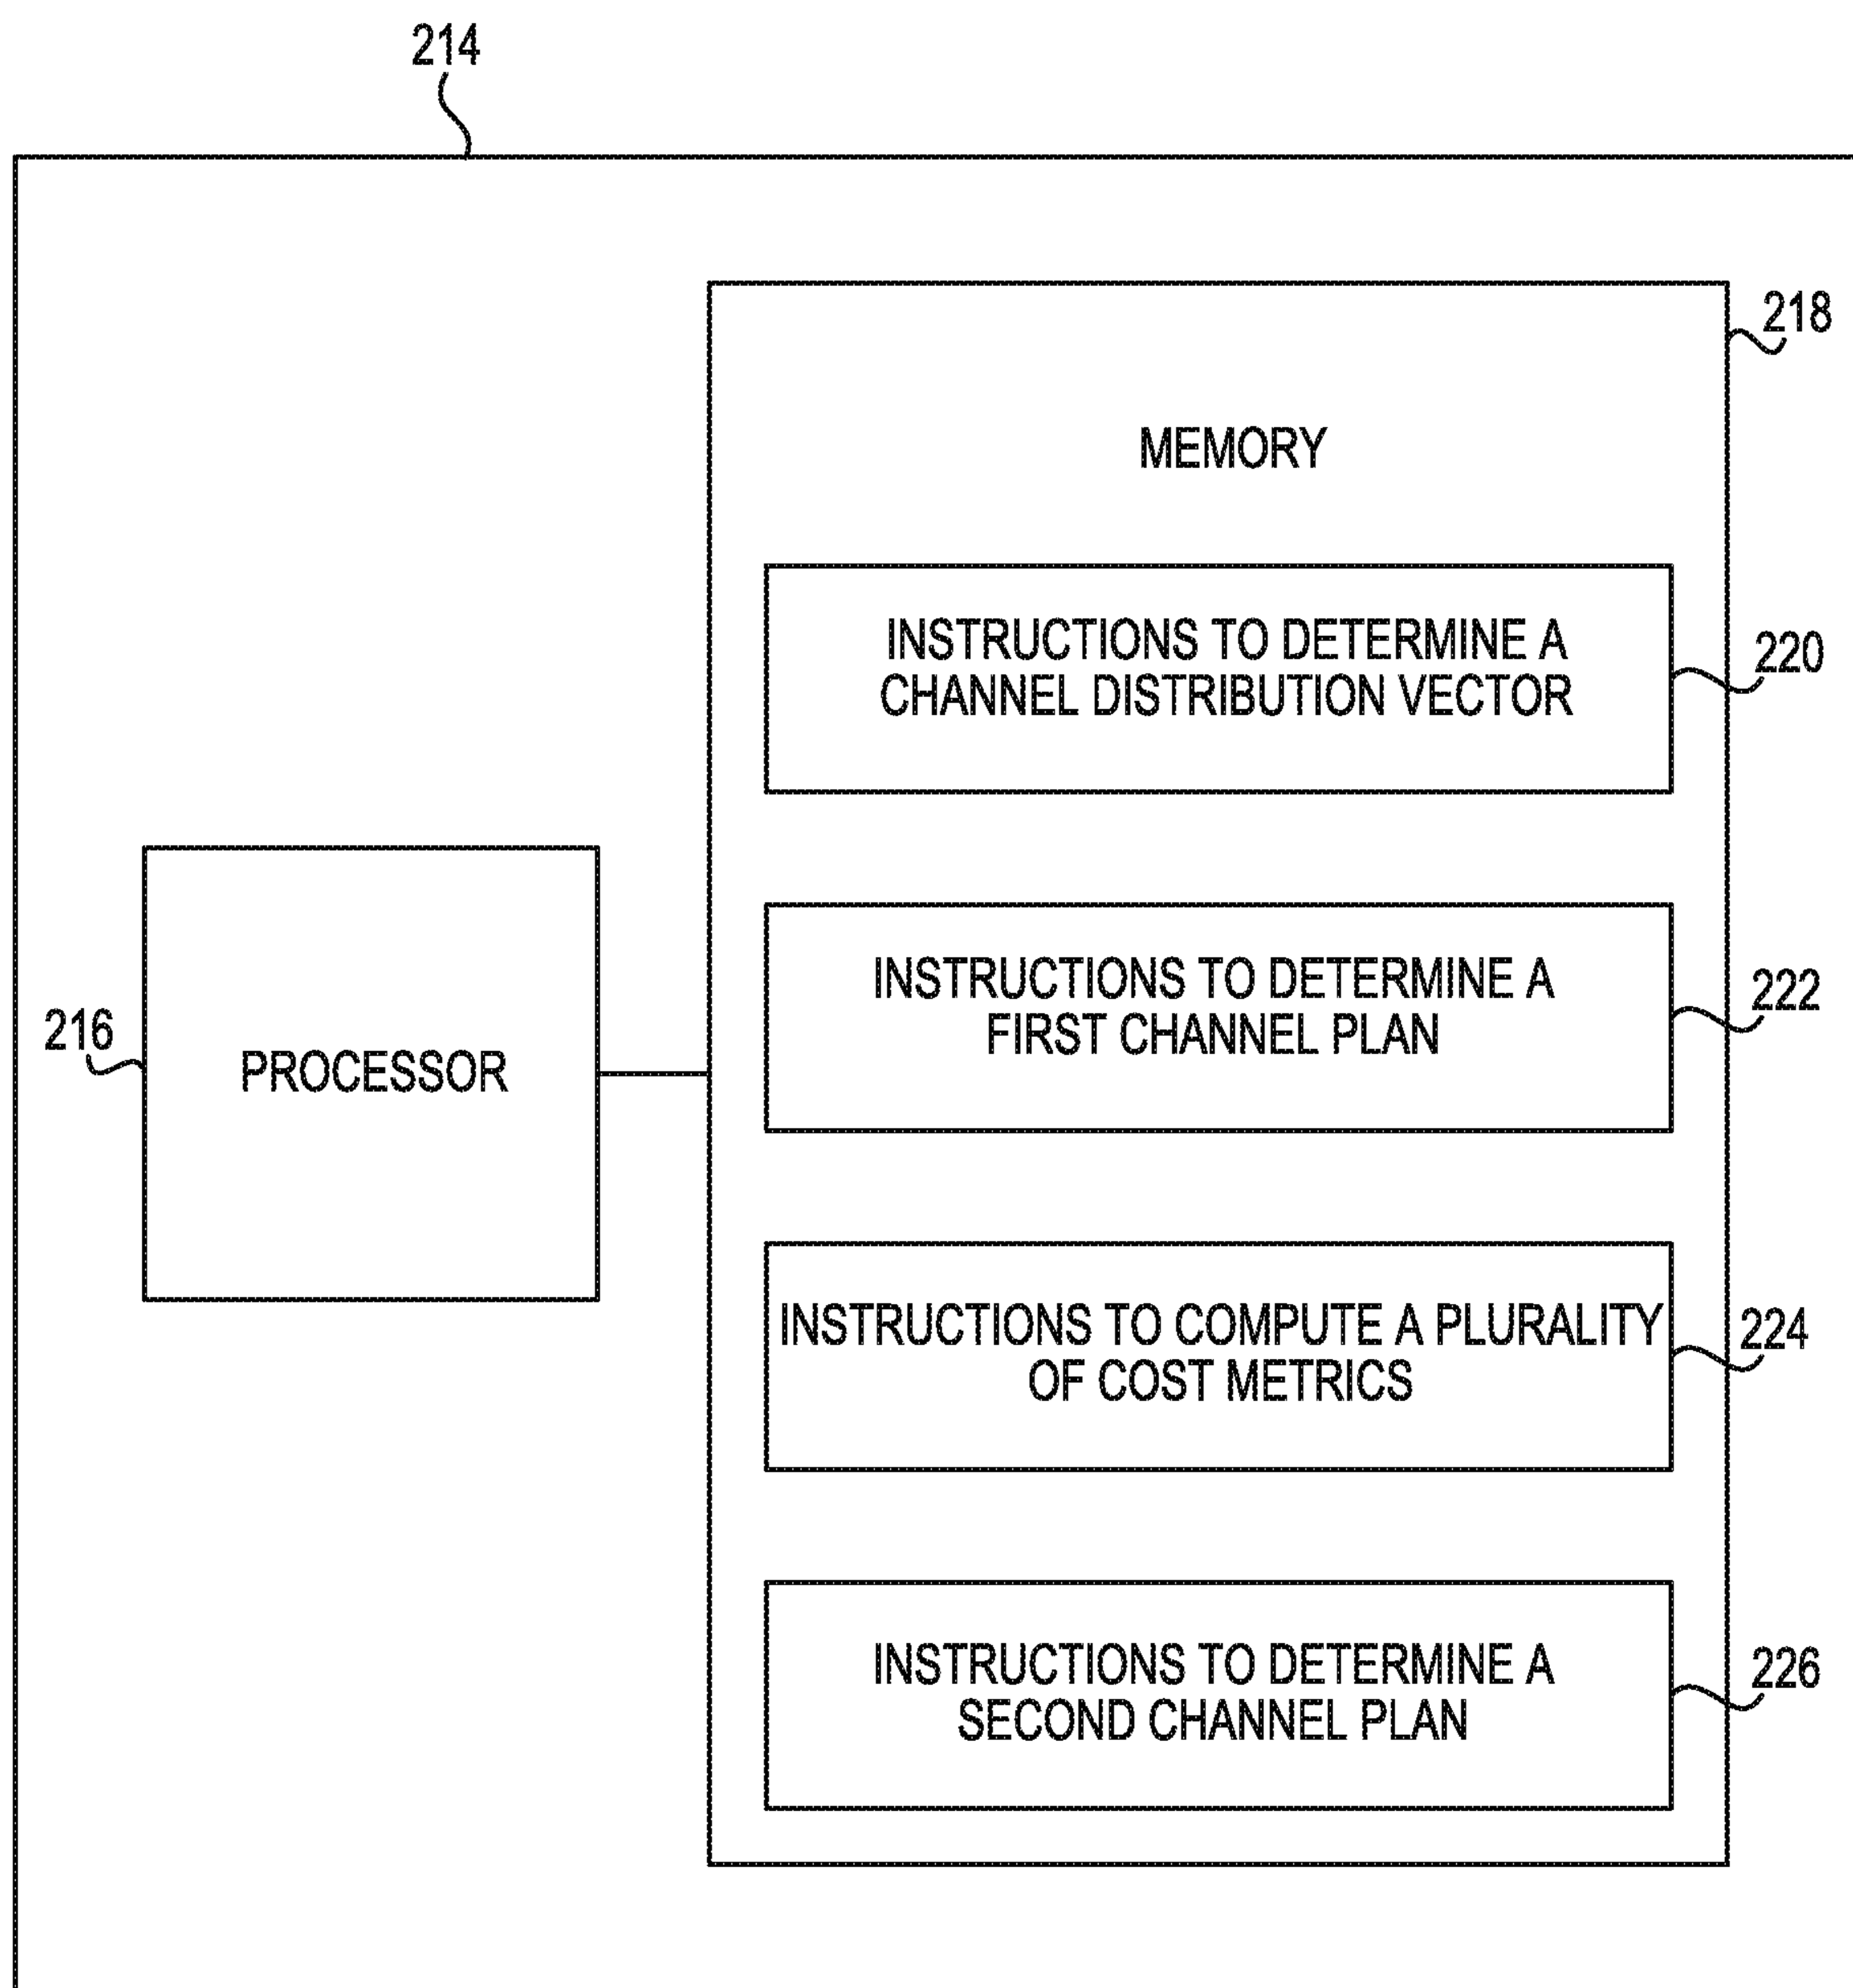 214
218
MEMORY
INSTRUCTIONS TO DETERMINE A
CHANNEL DISTRIBUTION VECTOR
220
INSTRUCTIONS TO DETERMINE A
FIRST CHANNEL PLAN
222
216
PROCESSOR
INSTRUCTIONS TO COMPUTE A PLURALITY
OF COST METRICS
224
INSTRUCTIONS TO DETERMINE A
SECOND CHANNEL PLAN
226